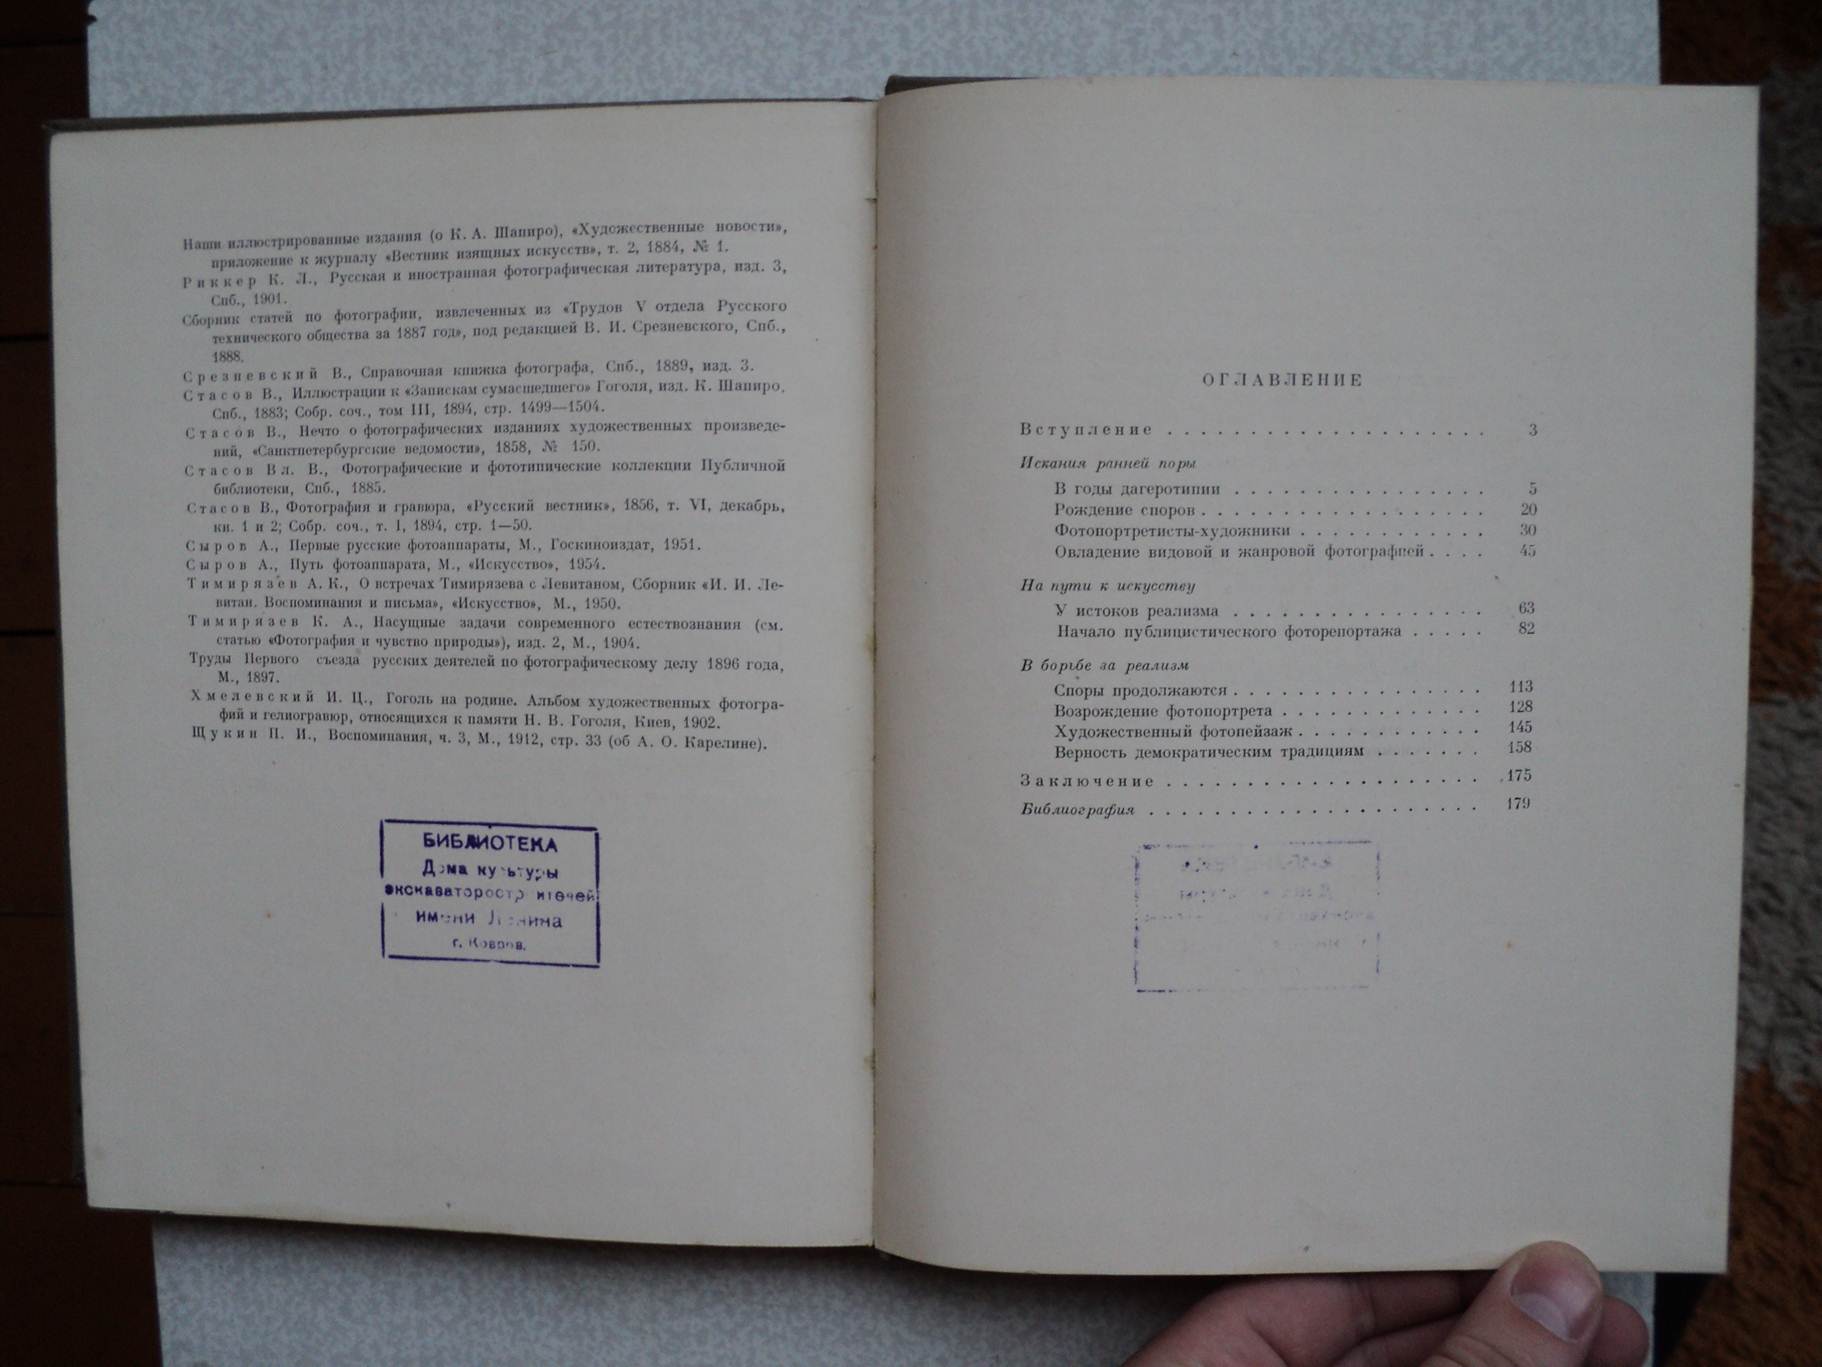 Наши иллюстрированные издания (о К. А. Шапиро), «Художественные новости»,
приложение к журналу «Вестник изящных искусств», т. 2, 1884, № 1.
Риккер К. Л., Русская и иностранная фотографическая литература, изд. 3,
Спб., 1901.
Сборник статей по фотографии, извлеченных из «Трудов V отдела Русского
технического общества за 1887 год», под редакцией В. И. Срезневского, Спб.,
1888.
Срезневский В., Справочная книжка фотографа, Спб., 1889, изд. 3.
Стасов В., Иллюстрации к «Запискам сумасшедшего» Гоголя, изд. К. Шапиро,
Спб., 1883; Собр. соч., том III, 1894, стр. 1499—1504.
Стасов В., Нечто о фотографических изданиях художественных произведе-
ний, «Санктпетербургские ведомости», 1858, № 150.
Стасов Вл. В., Фотографические и фототипические коллекции Публичной
библиотеки, Спб., 1885.
Стасов В., Фотография и гравюра, «Русский вестник», 1856, т. VI, декабрь,
кн. 1 и 2; Собр. соч., т. I, 1894, стр. 1—50.
Сыров А., Первые русские фотоаппараты, М., Госкиноиздат, 1951.
Сыров А., Путь фотоаппарата, М., «Искусство», 1954.
Тимирязев А. К., О встречах Тимирязева с Левитаном, Сборник «И. И. Ле-
витан. Воспоминания и письма», «Искусство», М., 1950.
Тимирязев К. А., Насущные задачи современного естествознания (см.
статью «Фотография и чувство природы»), изд. 2, М., 1904.
Труды Первого съезда русских деятелей по фотографическому делу 1896 года,
М., 1897.
Хмелевский И. Ц., Гоголь на родине. Альбом художественных фотогра-
фий и гелиогравюр, относящихся к памяти Н. В. Гоголя, Киев, 1902.
Щукин П. И., Воспоминания, ч. 3, М., 1912, стр. 33 (об А. О. Карелине).
БИБЛИОТЕКА
Дома культуры
экскаваторостроителей
имени Ленина
г. Ковров.
ОГЛАВЛЕНИЕ
Вступление . . . . . . . . . . . . . . . . . . . . 3
Искания ранней поры
В годы дагеротипии . . . . . . . . . . . . . . . . 5
Рождение споров . . . . . . . . . . . . . . . . . . 20
Фотопортретисты-художники . . . . . . . . . . . . 30
Овладение видовой и жанровой фотографией . . . . 45
На пути к искусству
У истоков реализма . . . . . . . . . . . . . . . . 63
Начало публицистического фоторепортажа . . . . . 82
В борьбе за реализм
Споры продолжаются . . . . . . . . . . . . . . . . 113
Возрождение фотопортрета . . . . . . . . . . . . . 128
Художественный фотопейзаж . . . . . . . . . . . . 145
Верность демократическим традициям . . . . . . . 158
Заключение . . . . . . . . . . . . . . . . . . . . 175
Библиография . . . . . . . . . . . . . . . . . . . . . 179